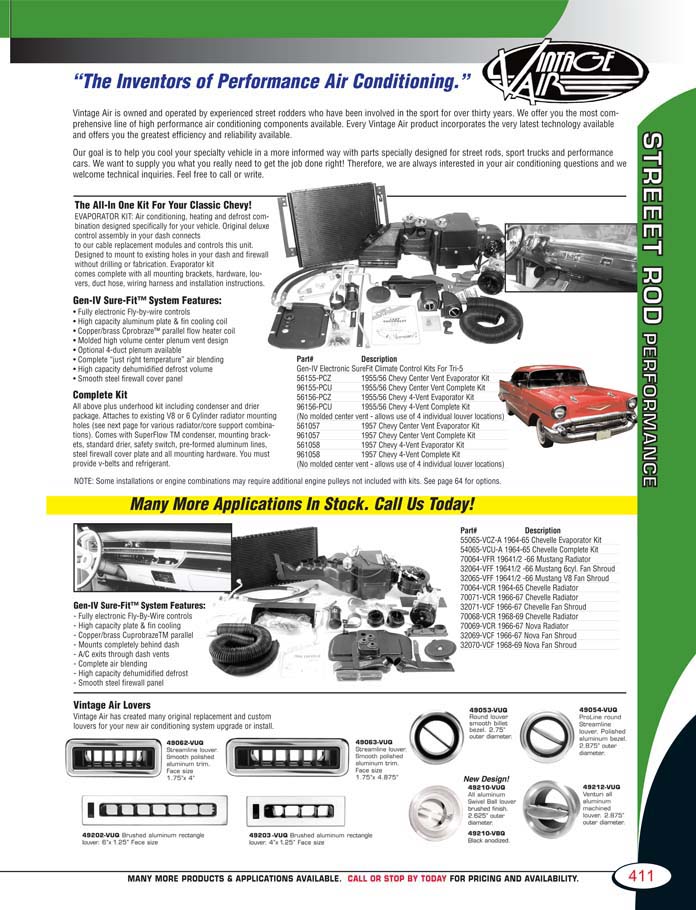 VINTAGE AIR
“The Inventors of Performance Air Conditioning.”
Vintage Air is owned and operated by experienced street rodders who have been involved in the sport for over thirty years. We offer you the most com-
prehensive line of high performance air conditioning components available. Every Vintage Air product incorporates the very latest technology available
and offers you the greatest efficiency and reliability available.
Our goal is to help you cool your specialty vehicle in a more informed way with parts specially designed for street rods, sport trucks and performance
cars. We want to supply you what you really need to get the job done right! Therefore, we are always interested in your air conditioning questions and we
welcome technical inquiries. Feel free to call or write.
STREEET ROD PERFORMANCE
The All-In One Kit For Your Classic Chevy!
EVAPORATOR KIT: Air conditioning, heating and defrost com-
bination designed specifically for your vehicle. Original deluxe
control assembly in your dash connects
to our cable replacement modules and controls this unit.
Designed to mount to existing holes in your dash and firewall
without drilling or fabrication. Evaporator kit
comes complete with all mounting brackets, hardware, lou-
vers, duct hose, wiring harness and installation instructions.
Gen-IV Sure-Fit™ System Features:
• Fully electronic Fly-by-wire controls
• High capacity aluminum plate & fin cooling coil
• Copper/brass Cprobraze™ parallel flow heater coil
• Molded high volume center plenum vent design
• Optional 4-duct plenum available
• Complete “just right temperature” air blending
• High capacity dehumidified defrost volume
• Smooth steel firewall cover panel
Complete Kit
All above plus underhood kit including condenser and drier
package. Attaches to existing V8 or 6 Cylinder radiator mounting
holes (see next page for various radiator/core support combina-
tions). Comes with SuperFlow TM condenser, mounting brack-
ets, standard drier, safety switch, pre-formed aluminum lines,
steel firewall cover plate and all mounting hardware. You must
provide v-belts and refrigerant.
Part# Description
Gen-IV Electronic SureFit Climate Control Kits For Tri-5
56155-PCZ 1955/56 Chevy Center Vent Evaporator Kit
96155-PCU 1955/56 Chevy Center Vent Complete Kit
56156-PCZ 1955/56 Chevy 4-Vent Evaporator Kit
96156-PCU 1955/56 Chevy 4-Vent Complete Kit
(No molded center vent - allows use of 4 individual louver locations)
561057 1957 Chevy Center Vent Evaporator Kit
961057 1957 Chevy Center Vent Complete Kit
561058 1957 Chevy 4-Vent Evaporator Kit
961058 1957 Chevy 4-Vent Complete Kit
(No molded center vent - allows use of 4 individual louver locations)
NOTE: Some installations or engine combinations may require additional engine pulleys not included with kits. See page 64 for options.
Many More Applications In Stock. Call Us Today!
Part# Description
55065-VCZ-A 1964-65 Chevelle Evaporator Kit
54065-VCU-A 1964-65 Chevelle Complete Kit
70064-VFR 19641/2 -66 Mustang Radiator
32064-VFF 19641/2 -66 Mustang 6cyl. Fan Shroud
32065-VFF 19641/2 -66 Mustang V8 Fan Shroud
70064-VCR 1964-65 Chevelle Radiator
70071-VCR 1966-67 Chevelle Radiator
32071-VCF 1966-67 Chevelle Fan Shroud
70068-VCR 1968-69 Chevelle Radiator
70069-VCR 1966-67 Nova Radiator
32069-VCF 1966-67 Nova Fan Shroud
32070-VCF 1968-69 Nova Fan Shroud
Gen-IV Sure-Fit™ System Features:
- Fully electronic Fly-By-Wire controls
- High capacity plate & fin cooling
- Copper/brass CuprobrazeTM parallel
- Mounts completely behind dash
- A/C exits through dash vents
- Complete air blending
- High capacity dehumidified defrost
- Smooth steel firewall panel
Vintage Air Lovers
Vintage Air has created many original replacement and custom
louvers for your new air conditioning system upgrade or install.
49062-VUQ
Streamline louver.
Smooth polished
aluminum trim.
Face size
1.75"x 4"
49063-VUQ
Streamline louver.
Smooth polished
aluminum trim.
Face size
1.75"x 4.875"
49053-VUQ
Round louver
smooth billet
bezel. 2.75"
outer diameter.
49054-VUQ
ProLine round
Streamline
louver. Polished
aluminum bezel.
2.875" outer
diameter.
49202-VUQ Brushed aluminum rectangle
louver. 6"x 1.25" Face size
49203 -VUQ Brushed aluminum rectangle
louver. 4"x 1.25" Face size
New Design!
49210-VUQ
All aluminum
Swivel Ball louver
brushed finish.
2.625" outer
diameter.
49210-VBQ
Black anodized.
49212-VUQ
Venturi all
aluminum
machined
louver. 2.875"
outer diameter.
MANY MORE PRODUCTS & APPLICATIONS AVAILABLE. CALL OR STOP BY TODAY FOR PRICING AND AVAILABILITY.
411